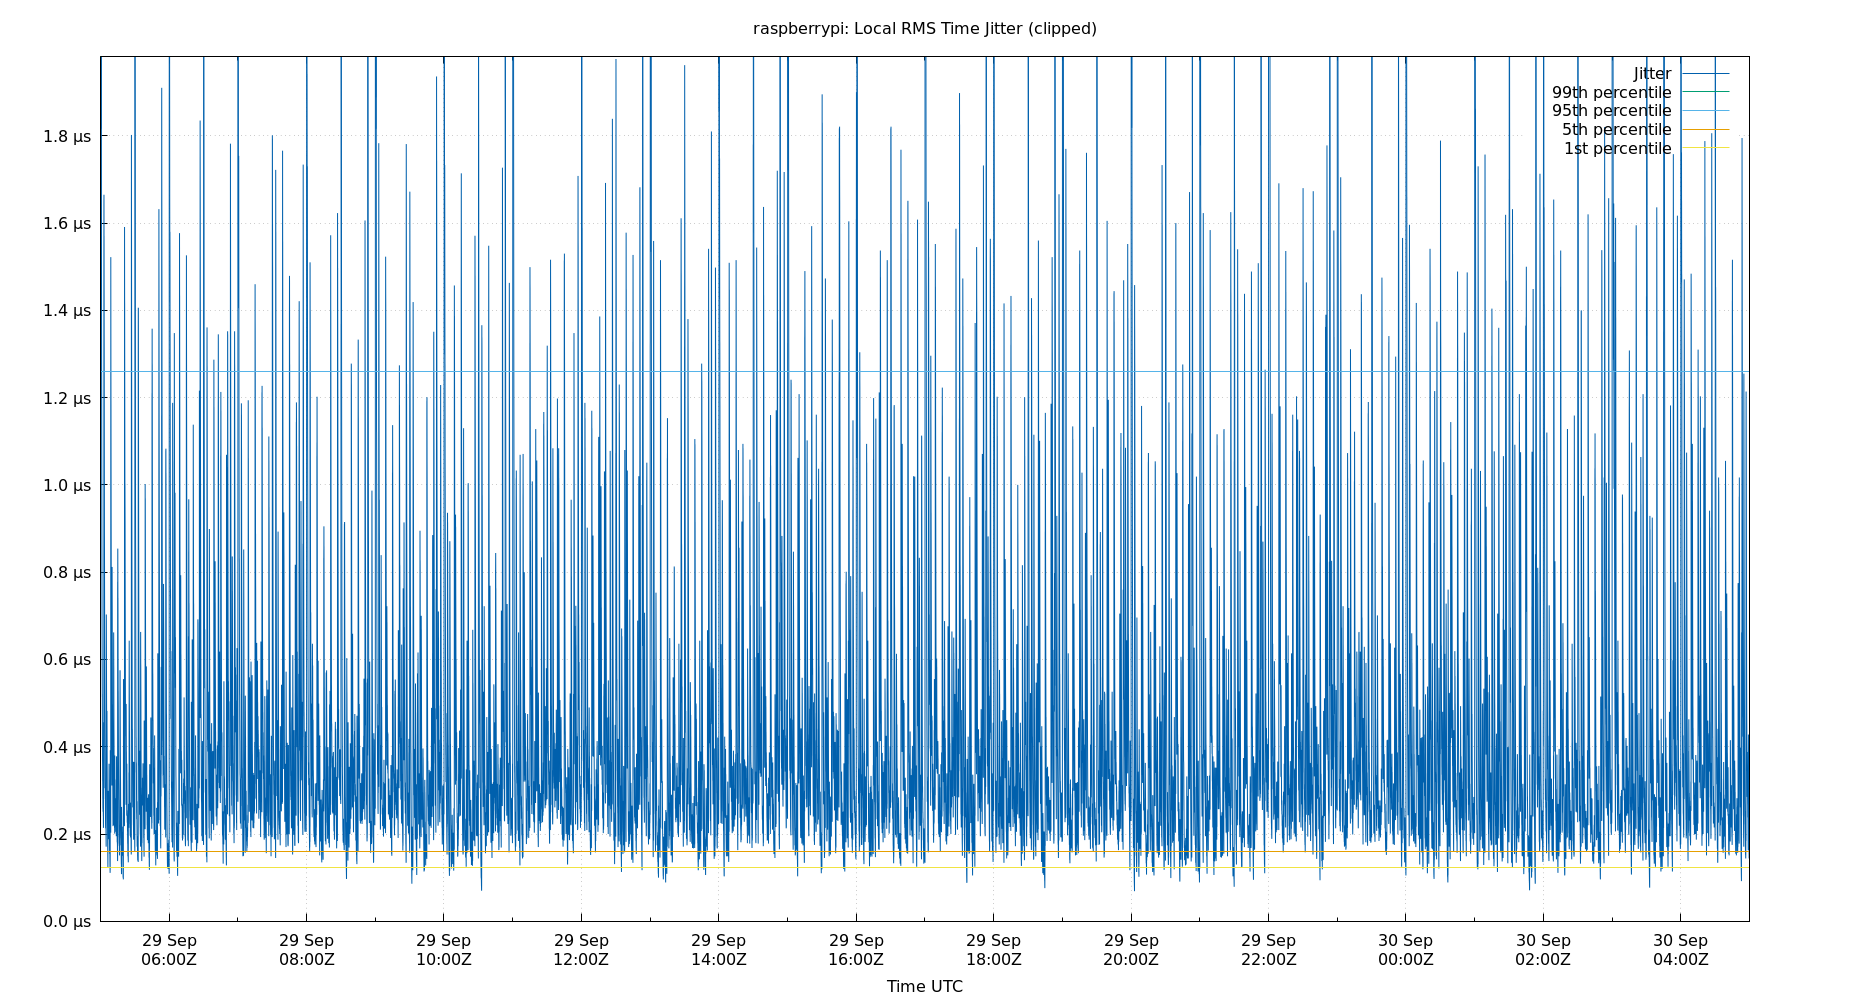 raspberrypi: Local RMS Time Jitter (clipped)
Jitter
99th percentile
95th percentile
5th percentile
1st percentile
1.8 µs
1.6 µs
1.4 µs
1.2 µs
1.0 µs
0.8 µs
0.6 µs
0.4 µs
0.2 µs
0.0 µs
29 Sep 29 Sep 29 Sep 29 Sep 29 Sep 29 Sep 29 Sep 29 Sep 29 Sep 30 Sep 30 Sep 30 Sep
06:00Z 08:00Z 10:00Z 12:00Z 14:00Z 16:00Z 18:00Z 20:00Z 22:00Z 00:00Z 02:00Z 04:00Z
Time UTC